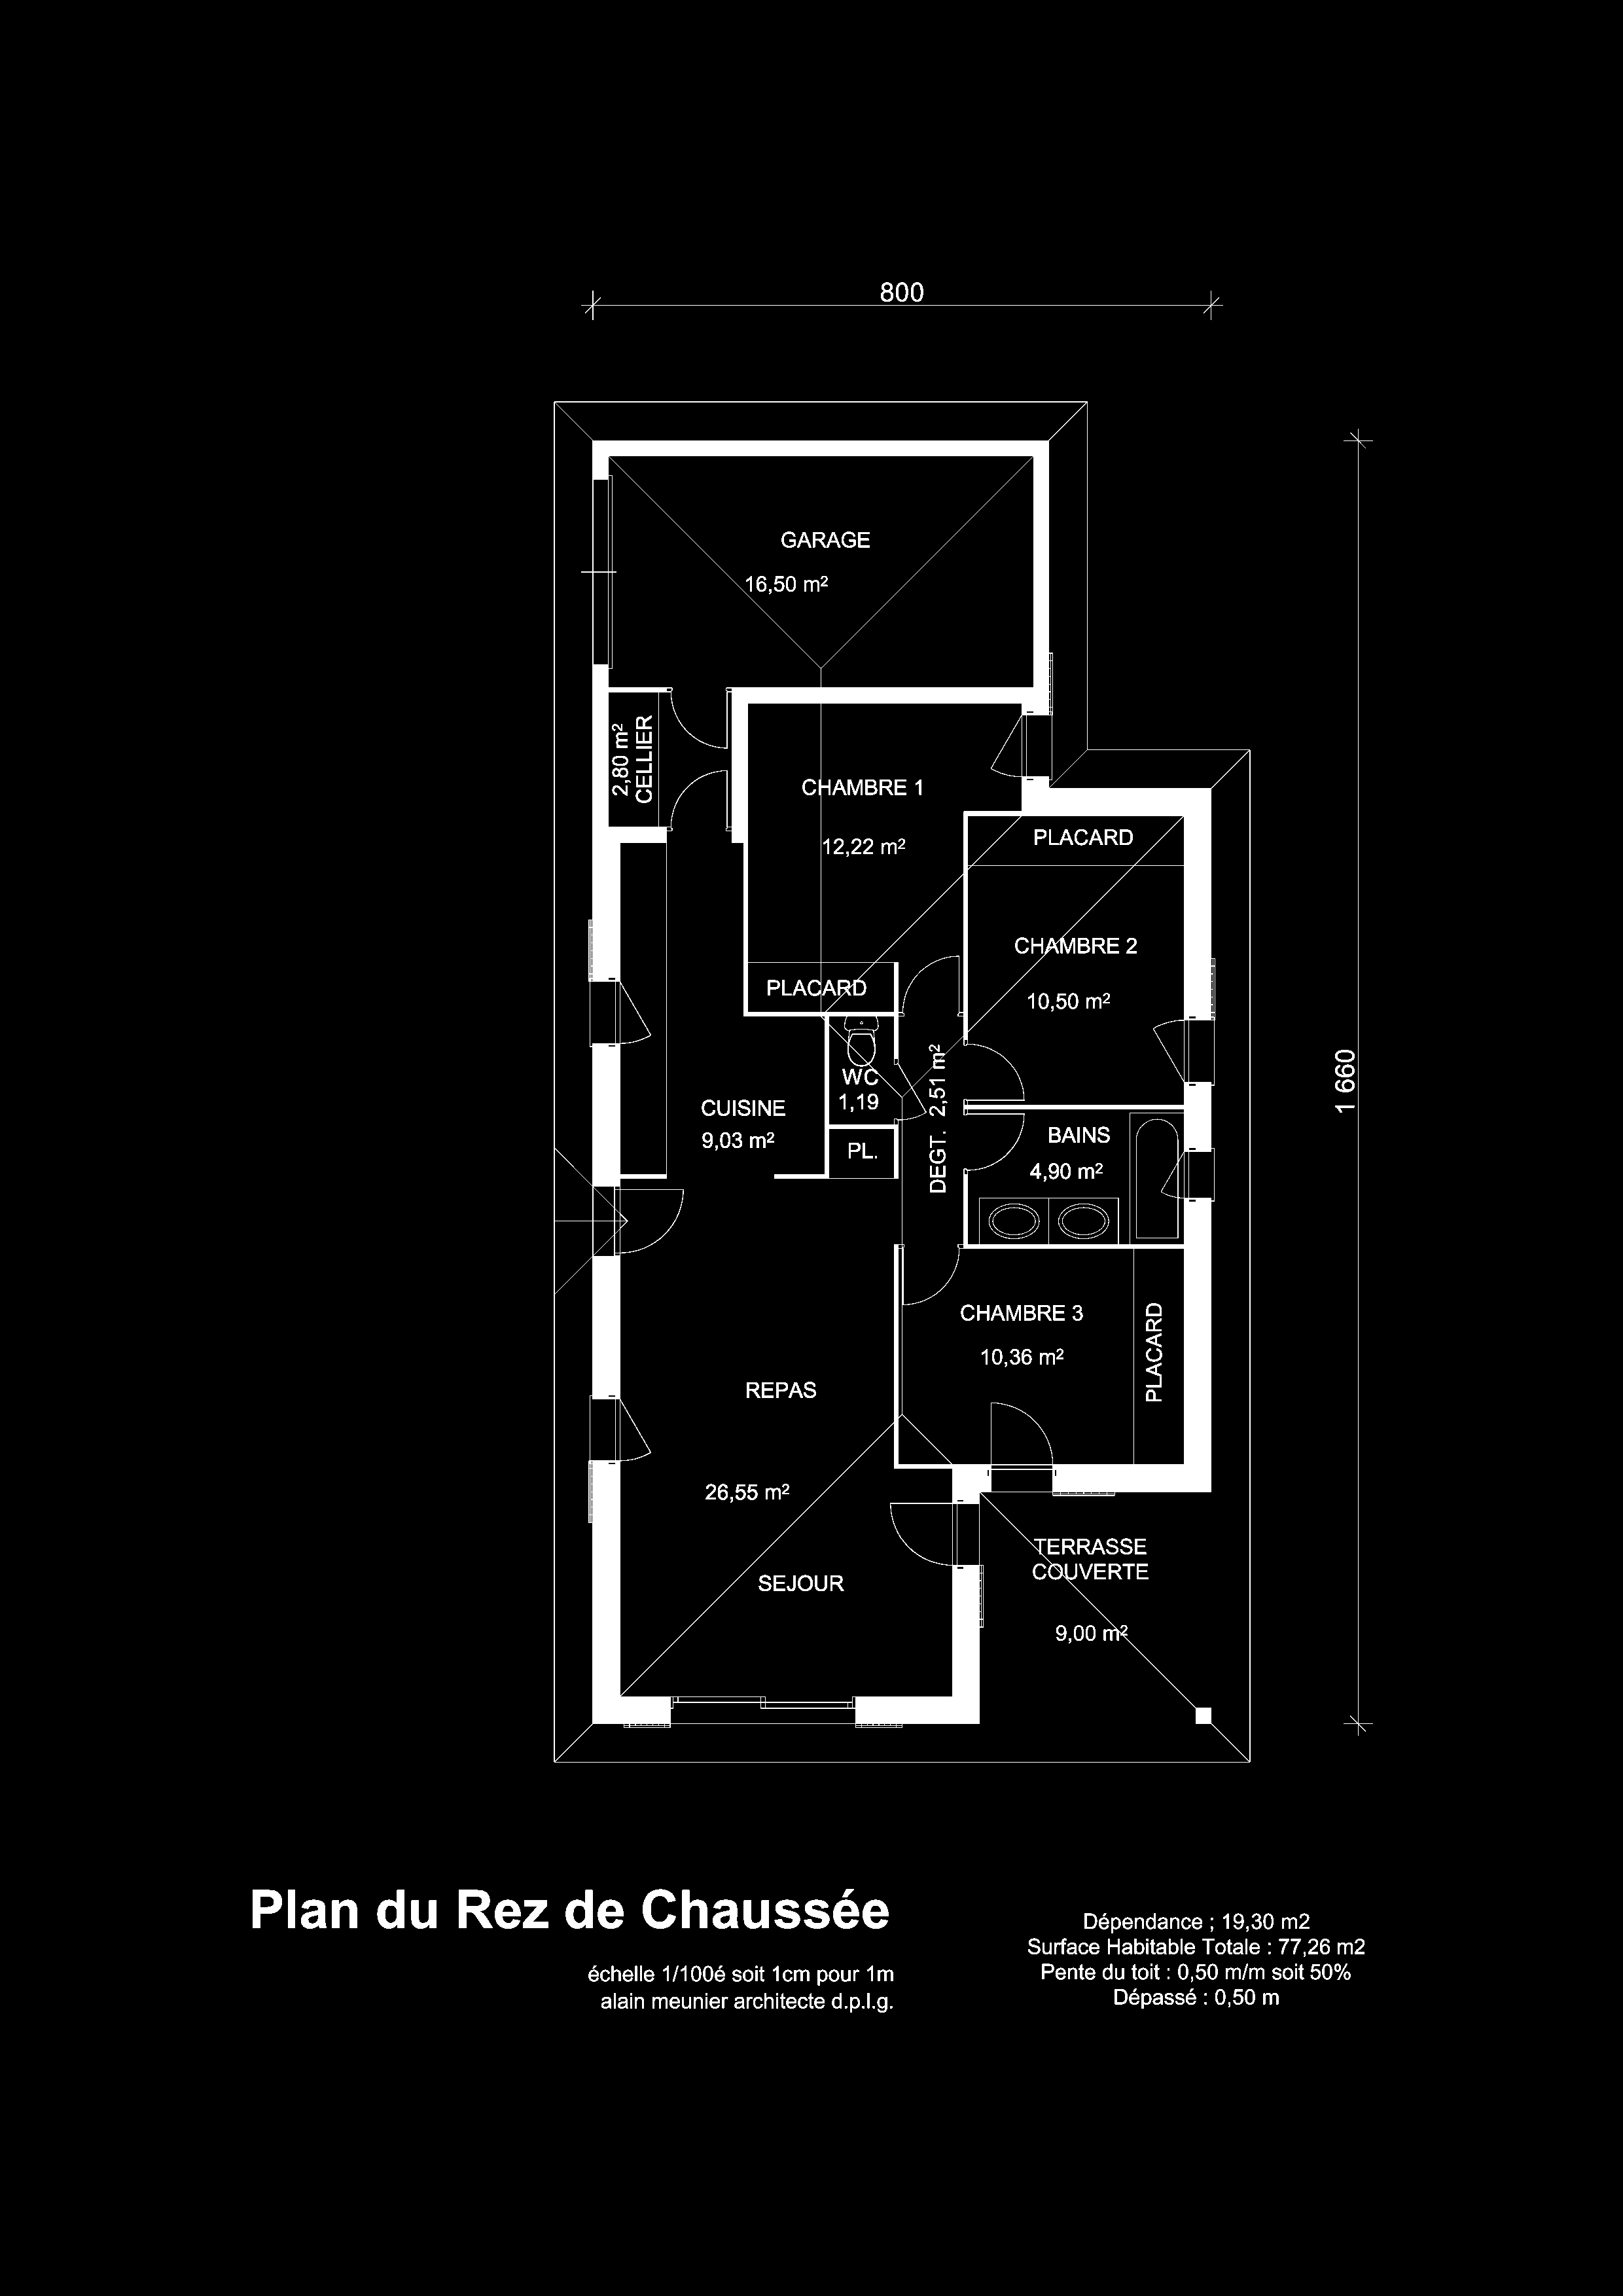 800
GARAGE
16,50 m²
2,80 m²
CELLIER
CHAMBRE 1
12,22 m²
PLACARD
PLACARD
CHAMBRE 2
10,50 m²
WC
1,19
PL.
DEGT. 2,51 m²
CUISINE
9,03 m²
BAINS
4,90 m²
1 660
CHAMBRE 3
10,36 m²
PLACARD
REPAS
26,55 m²
SEJOUR
TERRASSE
COUVERTE
9,00 m²
Plan du Rez de Chaussée
échelle 1/100é soit 1cm pour 1m
alain meunier architecte d.p.l.g.
Dépendance ; 19,30 m2
Surface Habitable Totale : 77,26 m2
Pente du toit : 0,50 m/m soit 50%
Dépassé : 0,50 m